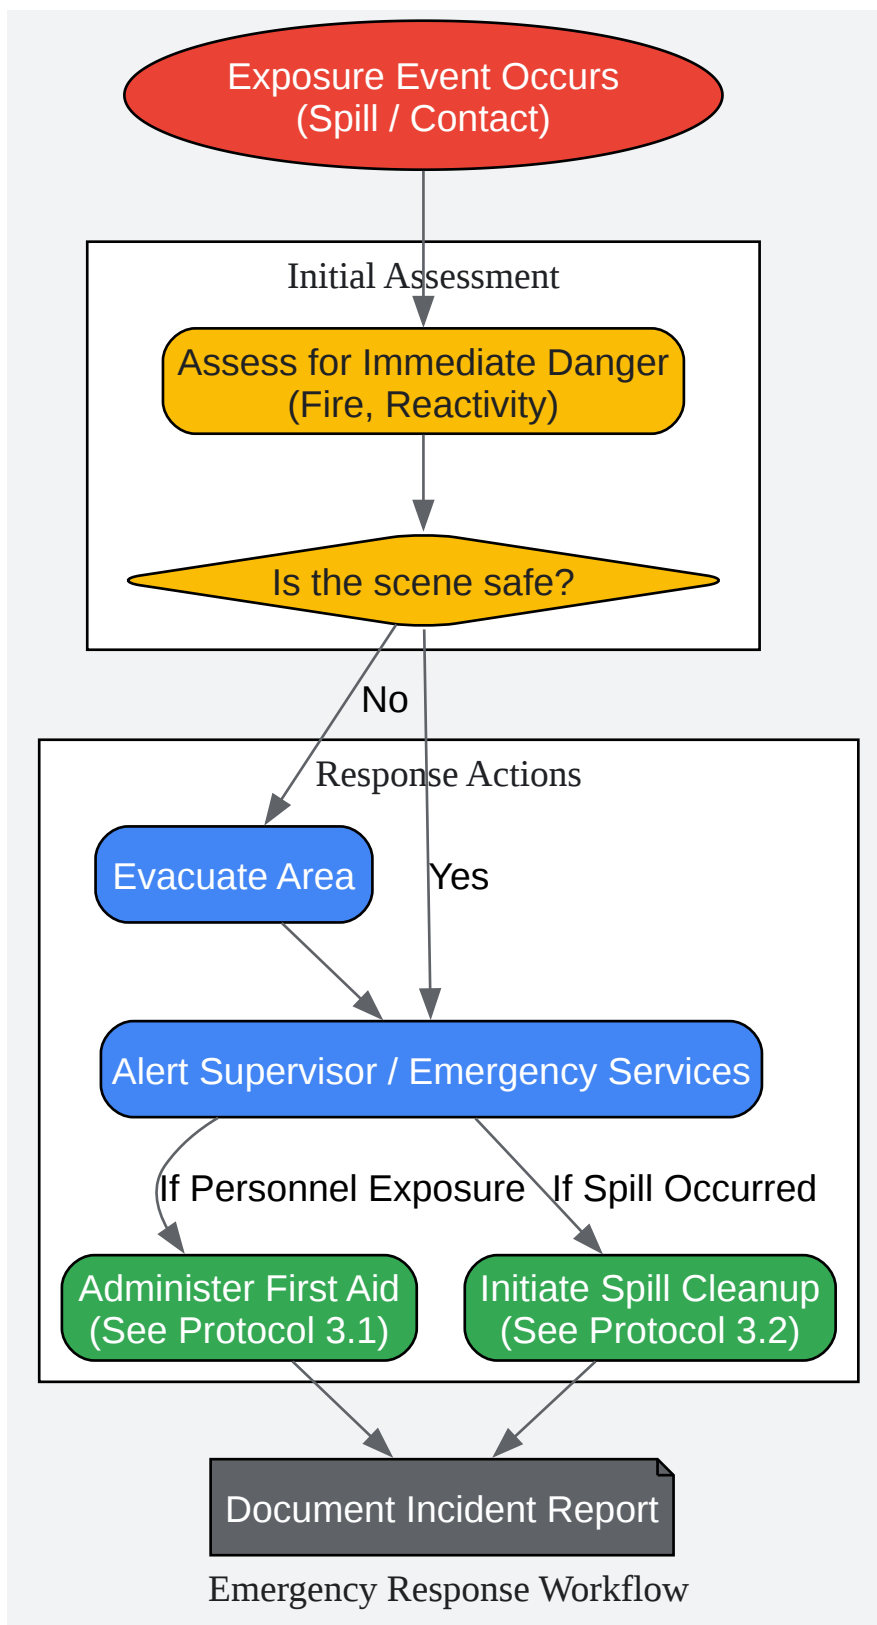 Exposure Event Occurs
(Spill / Contact)
Initial Assessment
Assess for Immediate Danger
(Fire, Reactivity)
Is the scene safe?
No
Response Actions
Evacuate Area
Yes
Alert Supervisor / Emergency Services
If Personnel Exposure
If Spill Occurred
Administer First Aid
(See Protocol 3.1)
Initiate Spill Cleanup
(See Protocol 3.2)
Document Incident Report
Emergency Response Workflow